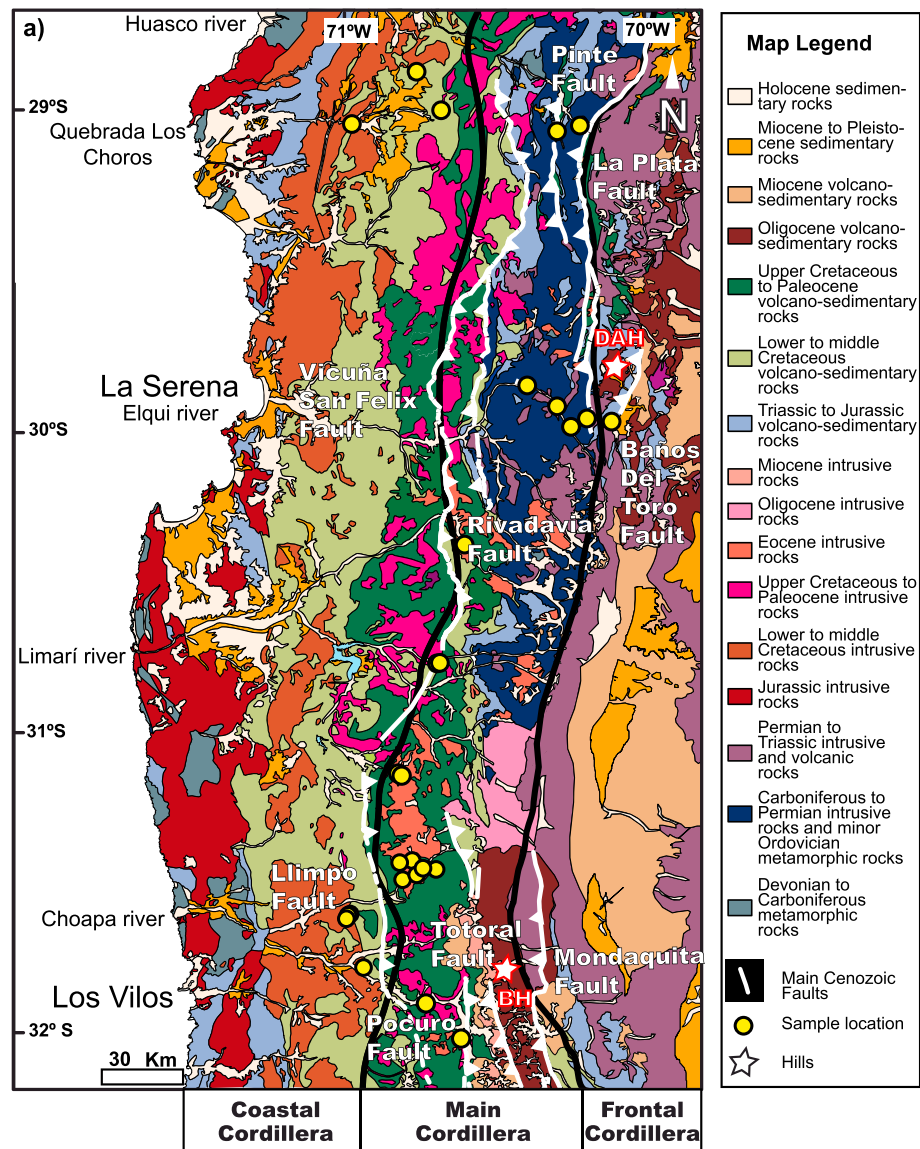 a)
Huasco river
71ºW
70ºW
Pinte
Fault
N
29ºS
Quebrada Los
Choros
La Plata
Fault
DAH
La Serena
Elqui river
Vicuña
San Felix
Fault
30ºS
Baños
Del
Toro
Fault
Rivadavia
Fault
Limarí river
31ºS
Llimpo
Fault
Choapa river
Totoral
Fault
Mondaquita
Fault
Los Vilos
BH
Pocuro
Fault
32º S
30 Km
Coastal
Cordillera
Main
Cordillera
Frontal
Cordillera
Map Legend
Holocene sedimen-
tary rocks
Miocene to Pleisto-
cene sedimentary
rocks
Miocene volcano-
sedimentary rocks
Oligocene volcano-
sedimentary rocks
Upper Cretaceous
to Paleocene
volcano-sedimentary
rocks
Lower to middle
Cretaceous
volcano-sedimentary
rocks
Triassic to Jurassic
volcano-sedimentary
rocks
Miocene intrusive
rocks
Oligocene intrusive
rocks
Eocene intrusive
rocks
Upper Cretaceous to
Paleocene intrusive
rocks
Lower to middle
Cretaceous intrusive
rocks
Jurassic intrusive
rocks
Permian to
Triassic intrusive
and volcanic
rocks
Carboniferous to
Permian intrusive
rocks and minor
Ordovician
metamorphic rocks
Devonian to
Carboniferous
metamorphic
rocks
Main Cenozoic
Faults
Sample location
Hills